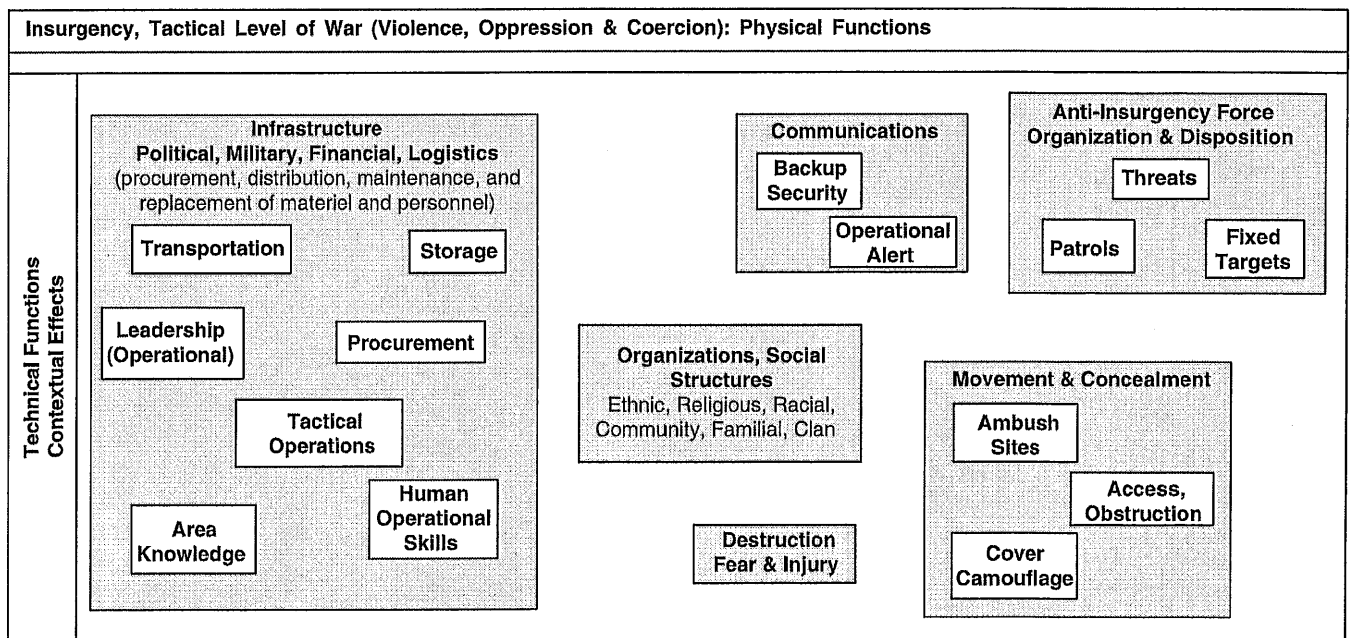 Insurgency, Tactical Level of War (Violence, Oppression & Coercion): Physical Functions
Technical Functions
Contextual Effects
Infrastructure
Political, Military, Financial, Logistics
(procurement, distribution, maintenance, and
replacement of materiel and personnel)
Transportation
Storage
Leadership
(Operational)
Procurement
Tactical
Operations
Area
Knowledge
Human
Operational
Skills
Communications
Backup
Security
Operational
Alert
Anti-Insurgency Force
Organization & Disposition
Threats
Patrols
Fixed
Targets
Organizations, Social
Structures
Ethnic, Religious, Racial,
Community, Familial, Clan
Movement & Concealment
Ambush
Sites
Access,
Obstruction
Cover
Camouflage
Destruction
Fear & Injury